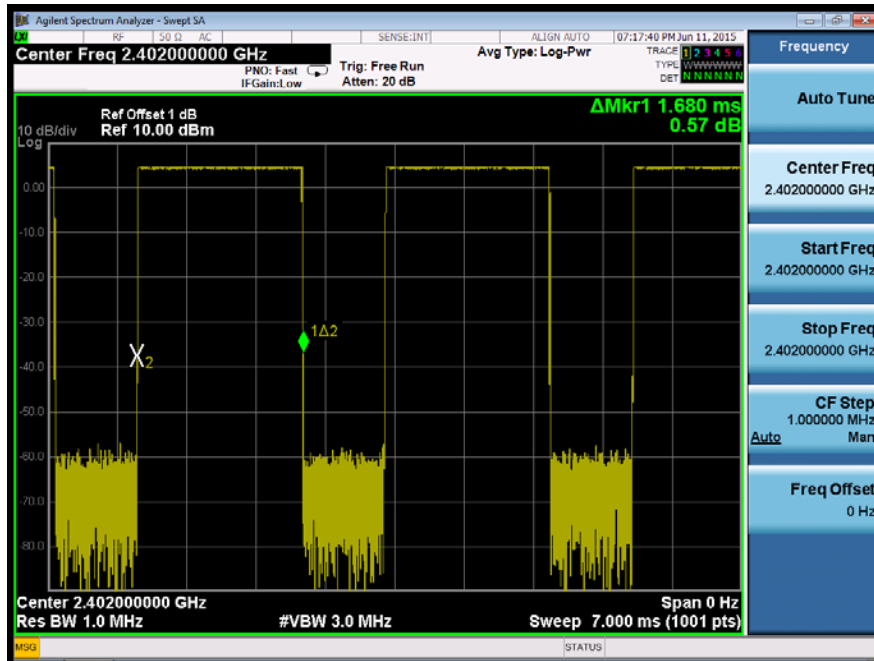 Agilent Spectrum Analyzer - Swept SA
LXI RF 50 Ω AC SENSE:INT ALIGN AUTO 07:17:40 PM Jun 11, 2015
Center Freq 2.402000000 GHz
PNO: Fast
IFGain:Low
Trig: Free Run
Atten: 20 dB
Avg Type: Log-Pwr
TRACE 1 2 3 4 5 6
TYPE WWWWWW
DET N N N N N N
Ref Offset 1 dB
10 dB/div Ref 10.00 dBm
Log
ΔMkr1 1.680 ms
0.57 dB
0.00
-10.0
-20.0
-30.0
-40.0
-50.0
-60.0
-70.0
-80.0
1Δ2
2
Center 2.402000000 GHz Span 0 Hz
Res BW 1.0 MHz #VBW 3.0 MHz Sweep 7.000 ms (1001 pts)
MSG STATUS
Frequency
Auto Tune
Center Freq
2.402000000 GHz
Start Freq
2.402000000 GHz
Stop Freq
2.402000000 GHz
CF Step
1.000000 MHz
Auto Man
Freq Offset
0 Hz